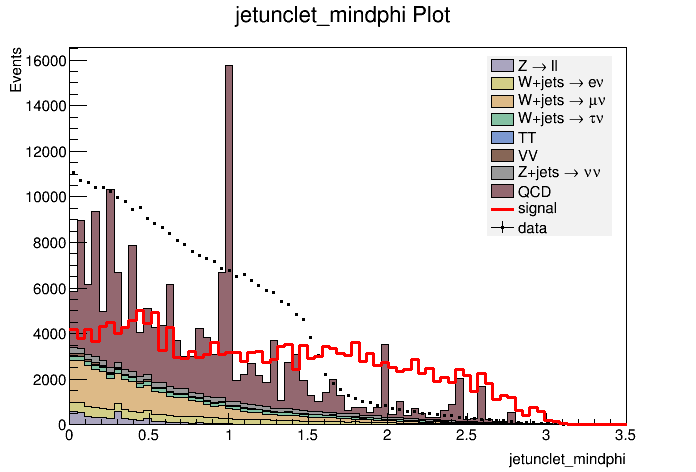 jetunclet_mindphi Plot
Events
16000
14000
12000
10000
8000
6000
4000
2000
0
0
0.5
1
1.5
2
2.5
3
3.5
jetunclet_mindphi
Z → ll
W+jets → eν
W+jets → μν
W+jets → τν
TT
VV
Z+jets → νν
QCD
signal
data